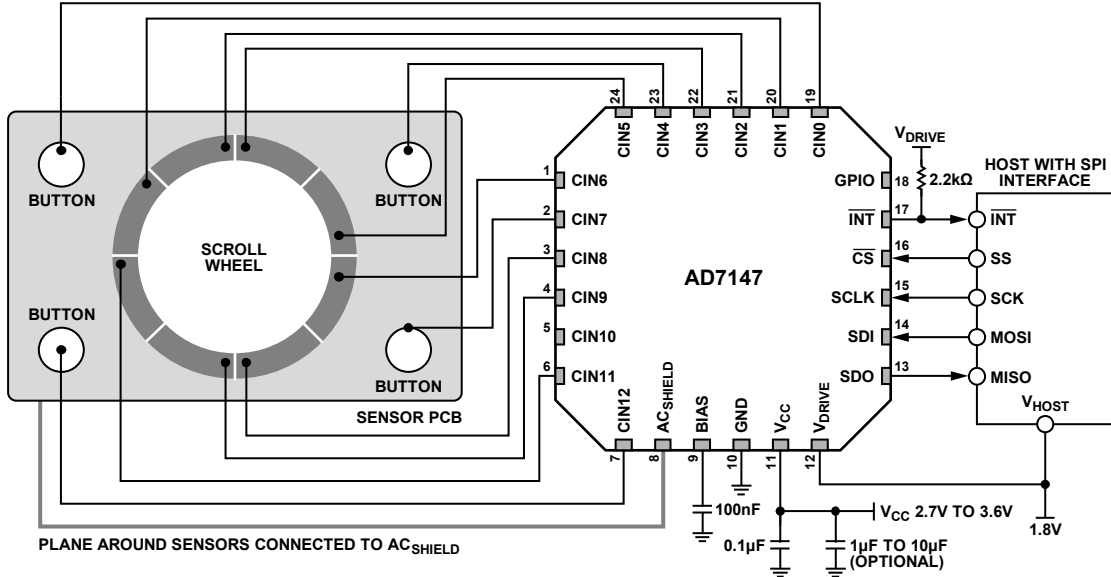 24
23
22
21
20
19
CIN5
CIN4
CIN3
CIN2
CIN1
CIN0
BUTTON
BUTTON
SCROLL
WHEEL
BUTTON
BUTTON
SENSOR PCB
1
CIN6
2
CIN7
3
CIN8
4
CIN9
5
CIN10
6
CIN11
AD7147
GPIO
18
INT
17
CS
16
SCLK
15
SDI
14
SDO
13
VDRIVE
2.2kΩ
HOST WITH SPI
INTERFACE
INT
SS
SCK
MOSI
MISO
VHOST
CIN12
ACSHIELD
BIAS
GND
VCC
VDRIVE
7
8
9
10
11
12
100nF
0.1µF
1µF TO 10µF
(OPTIONAL)
VCC 2.7V TO 3.6V
1.8V
PLANE AROUND SENSORS CONNECTED TO ACSHIELD